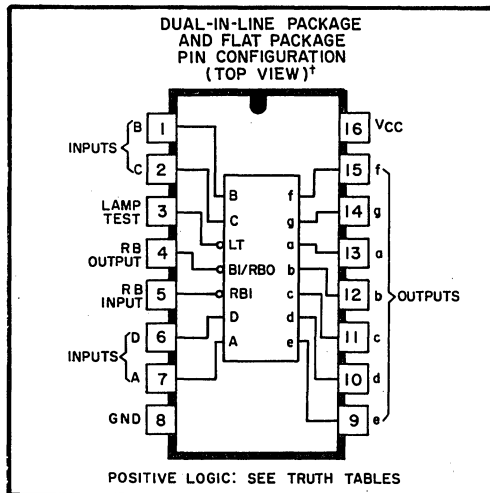 DUAL-IN-LINE PACKAGE
AND FLAT PACKAGE
PIN CONFIGURATION
(TOP VIEW)†
B 1
INPUTS
C 2
LAMP TEST 3
RB OUTPUT 4
RB INPUT 5
D 6
INPUTS
A 7
GND 8
B
C
LT
BI/RBO
RBI
D
A
f
g
a
b
c
d
e
16 VCC
15 f
14 g
13 a
12 b
OUTPUTS
11 c
10 d
9 e
POSITIVE LOGIC: SEE TRUTH TABLES